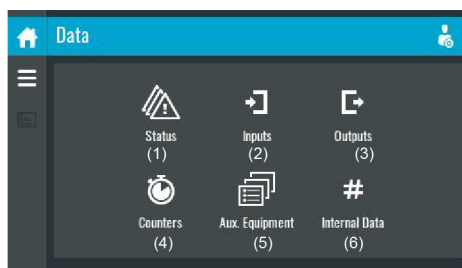 Data
Status Inputs Outputs
(1) (2) (3)
#
Counters Aux. Equipment Internal Data
(4) (5) (6)